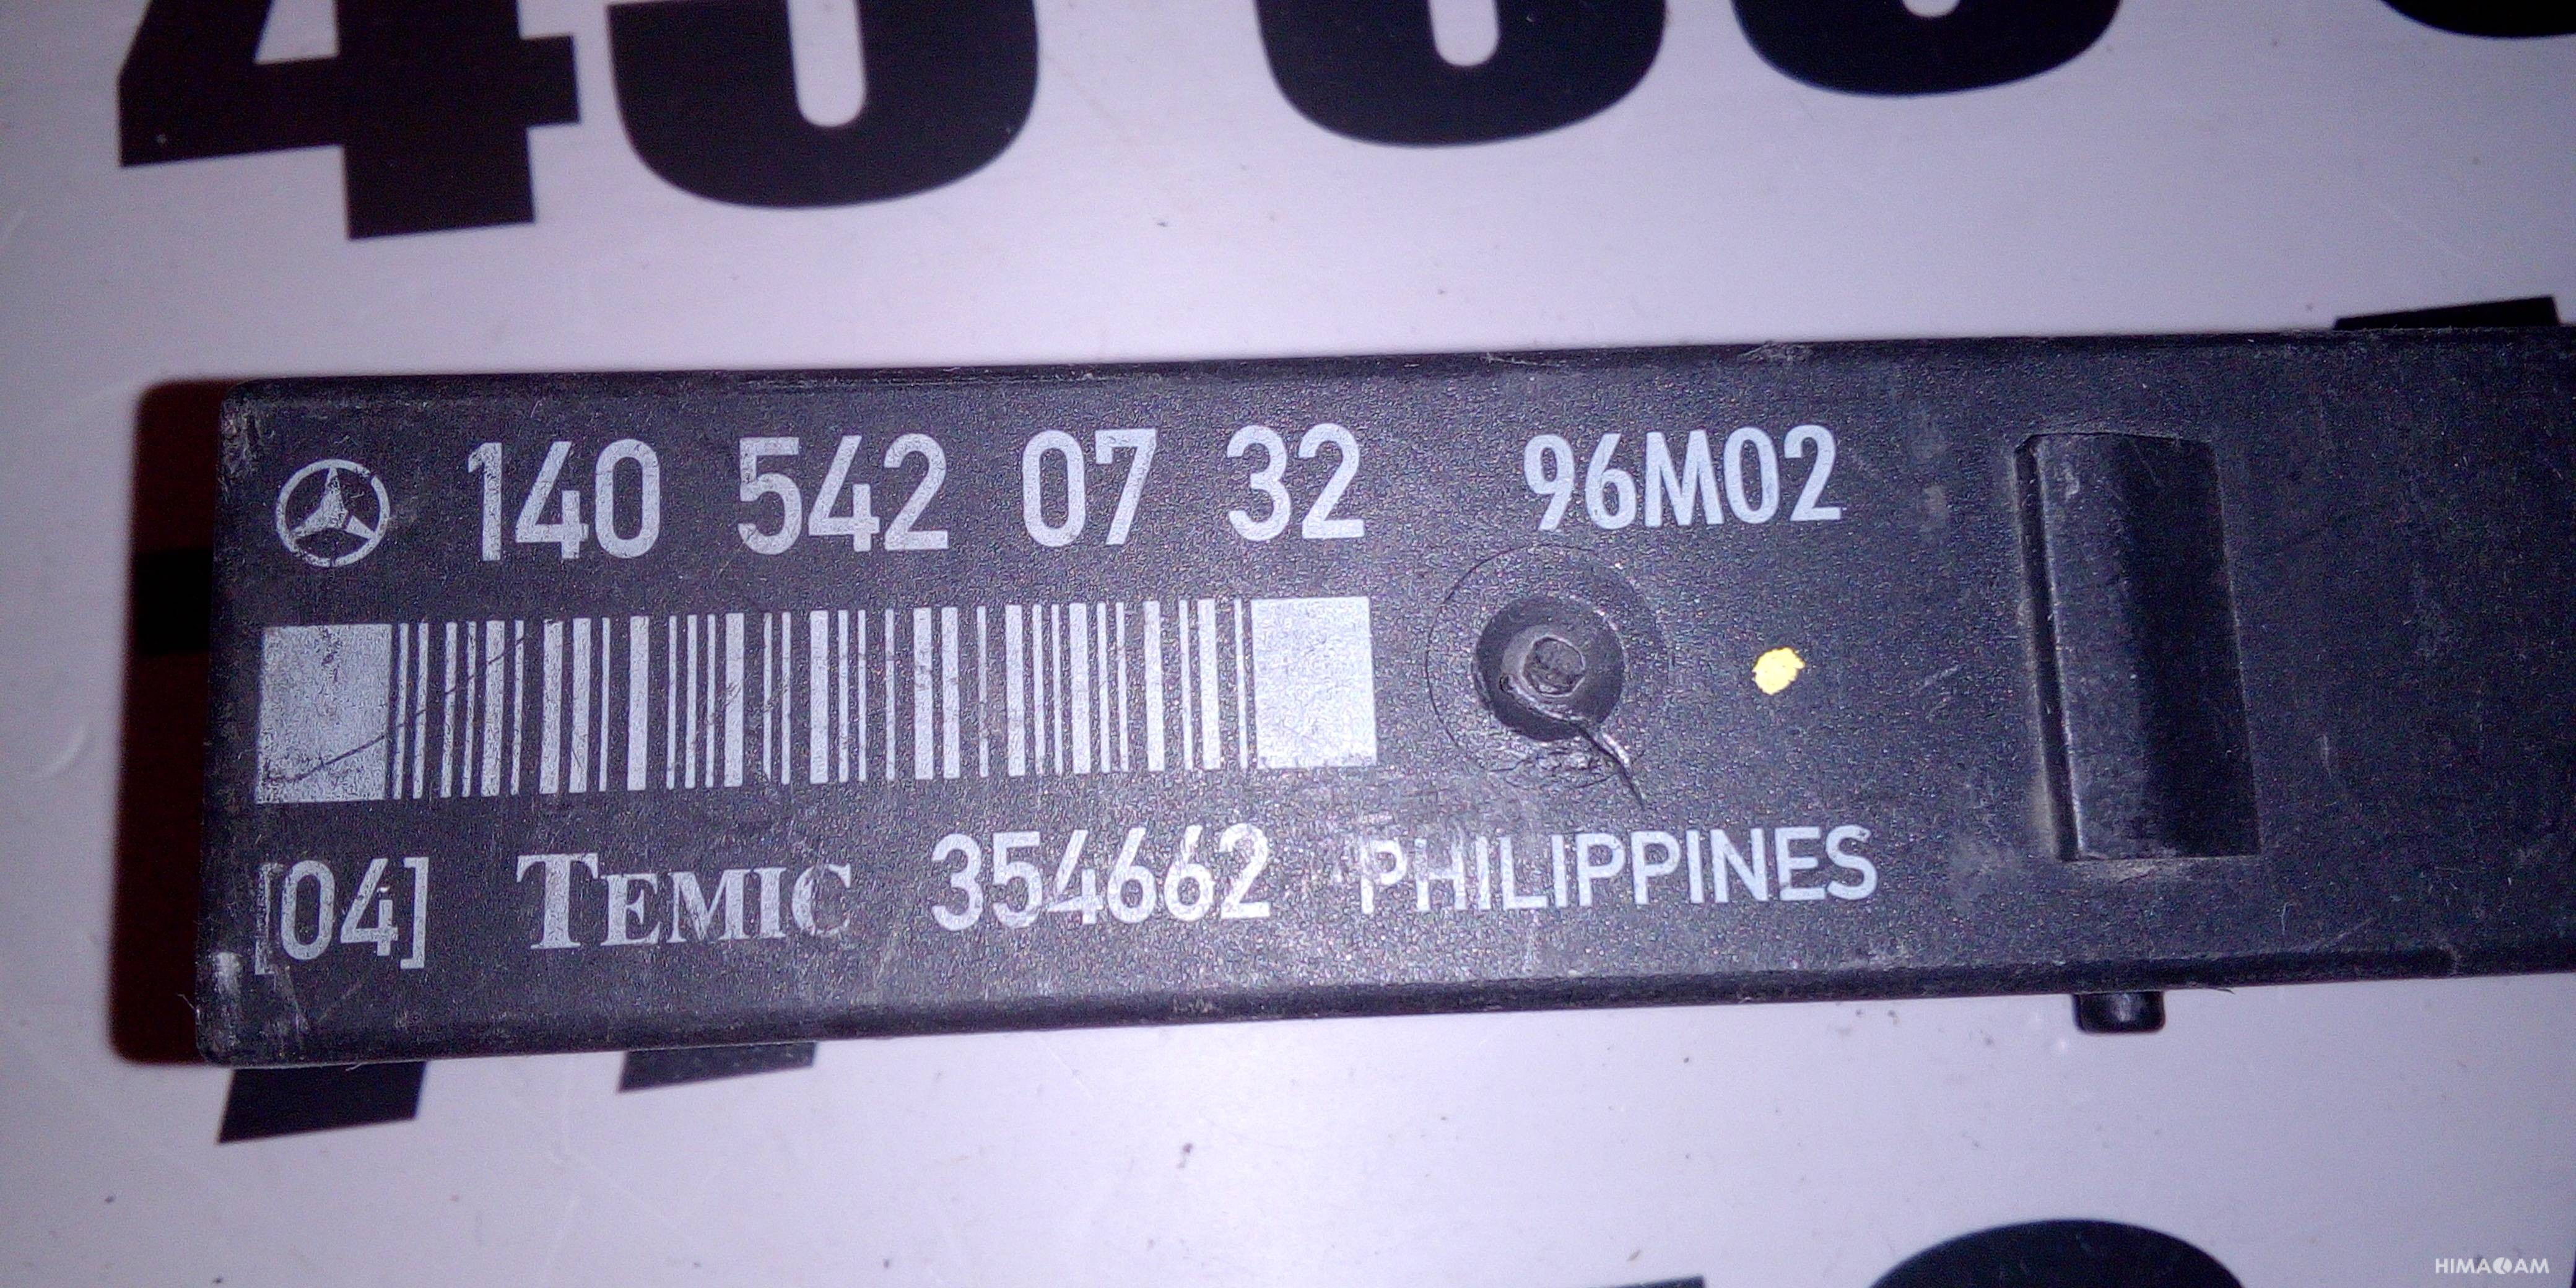 140 542 07 32 96M02
[04] TEMIC 354662 PHILIPPINES
HIMACAM